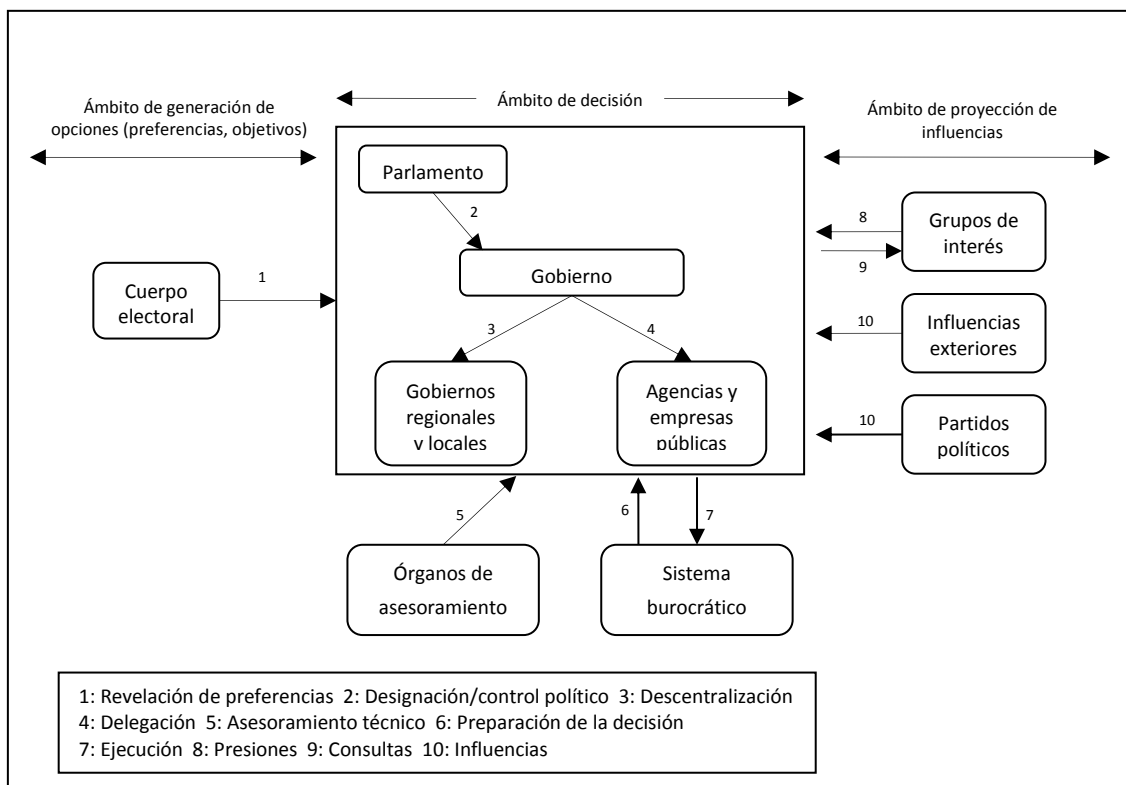 Ámbito de generación de
opciones (preferencias, objetivos)
Ámbito de decisión
Ámbito de proyección de
influencias
Parlamento
2
Gobierno
Cuerpo
electoral
1
3
4
Gobiernos
regionales
y locales
Agencias y
empresas
públicas
8
9
Grupos de
interés
10
Influencias
exteriores
10
Partidos
políticos
5
6
7
Órganos de
asesoramiento
Sistema
burocrático
1: Revelación de preferencias 2: Designación/control político 3: Descentralización
4: Delegación 5: Asesoramiento técnico 6: Preparación de la decisión
7: Ejecución 8: Presiones 9: Consultas 10: Influencias